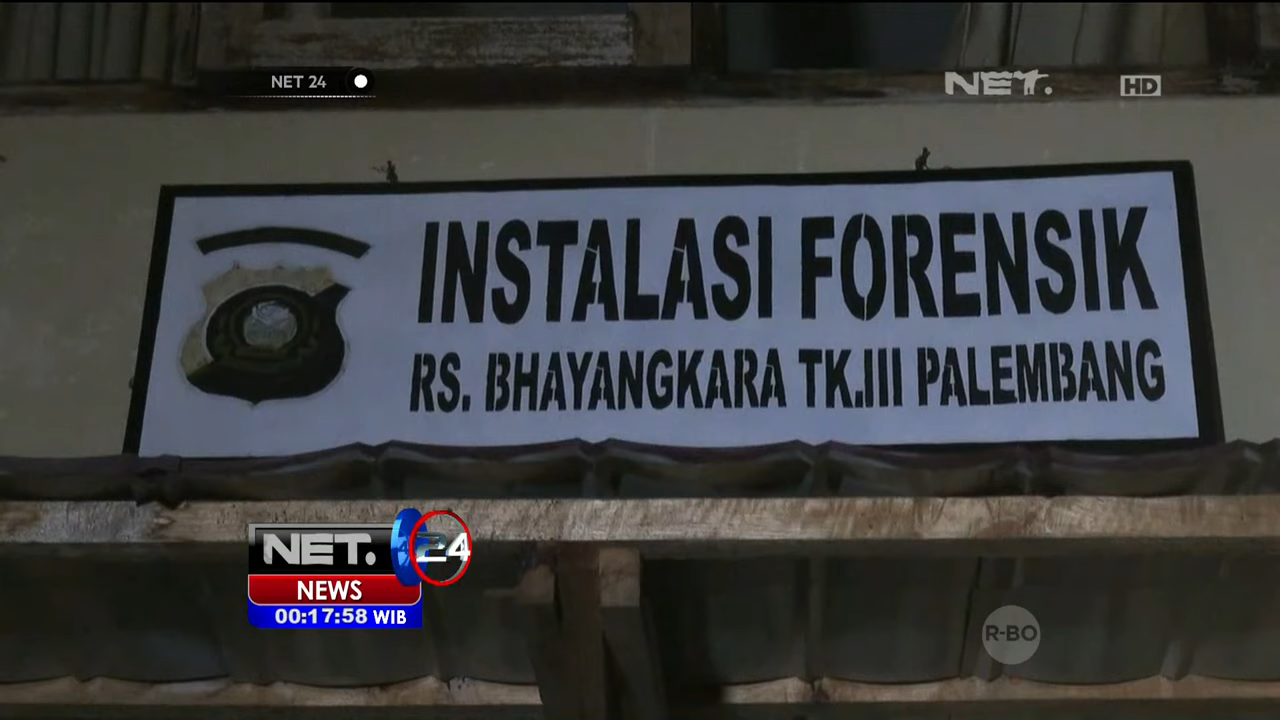 NET 24
NET.
HD
INSTALASI FORENSIK
RS. BHAYANGKARA TK.III PALEMBANG
NET. 24
NEWS
00:17:58 WIB
R-BO